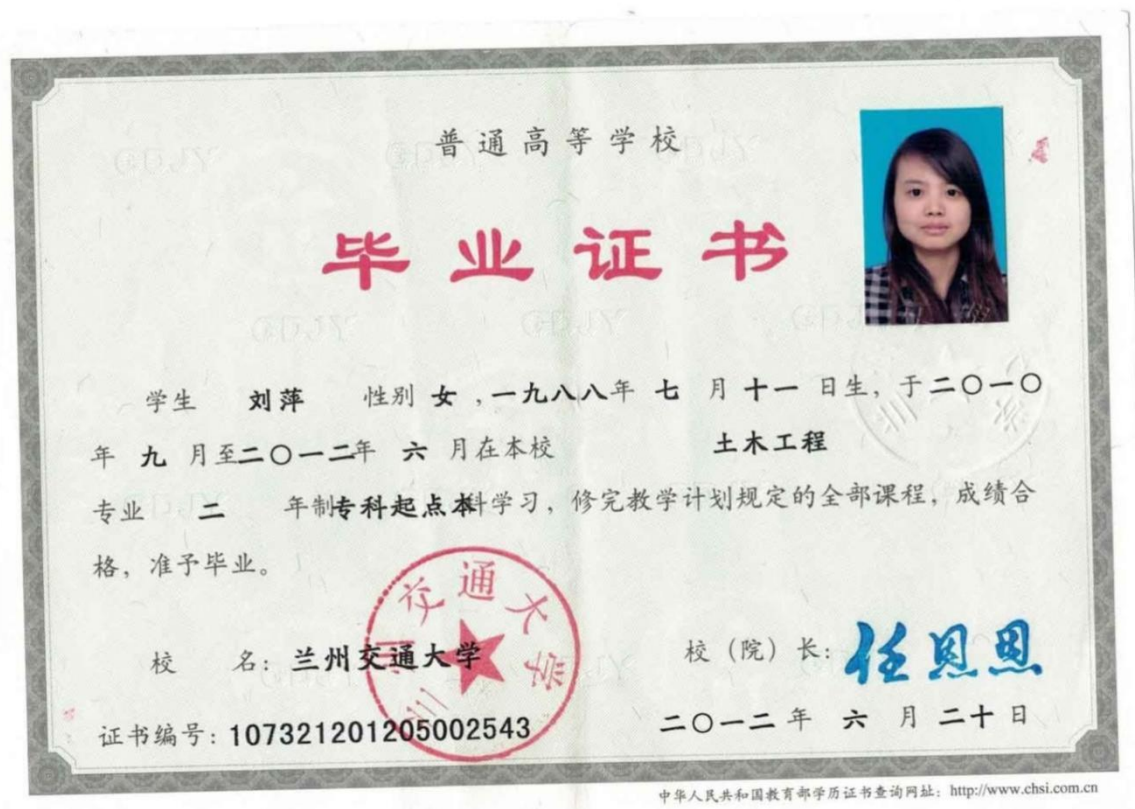 普通高等学校
毕业证书
学生 刘萍 性别 女，一九八八年 七 月 十一 日生，于二〇一〇
年 九 月至二〇一二年 六 月在本校 土木工程
专业 二 年制专科起点本科学习，修完教学计划规定的全部课程，成绩合
格，准予毕业。
兰州交通大学
校 名：兰州交通大学
校（院）长：任恩恩
证书编号：107321201205002543
二〇一二年 六 月 二十 日
中华人民共和国教育部学历证书查询网址：http://www.chsi.com.cn